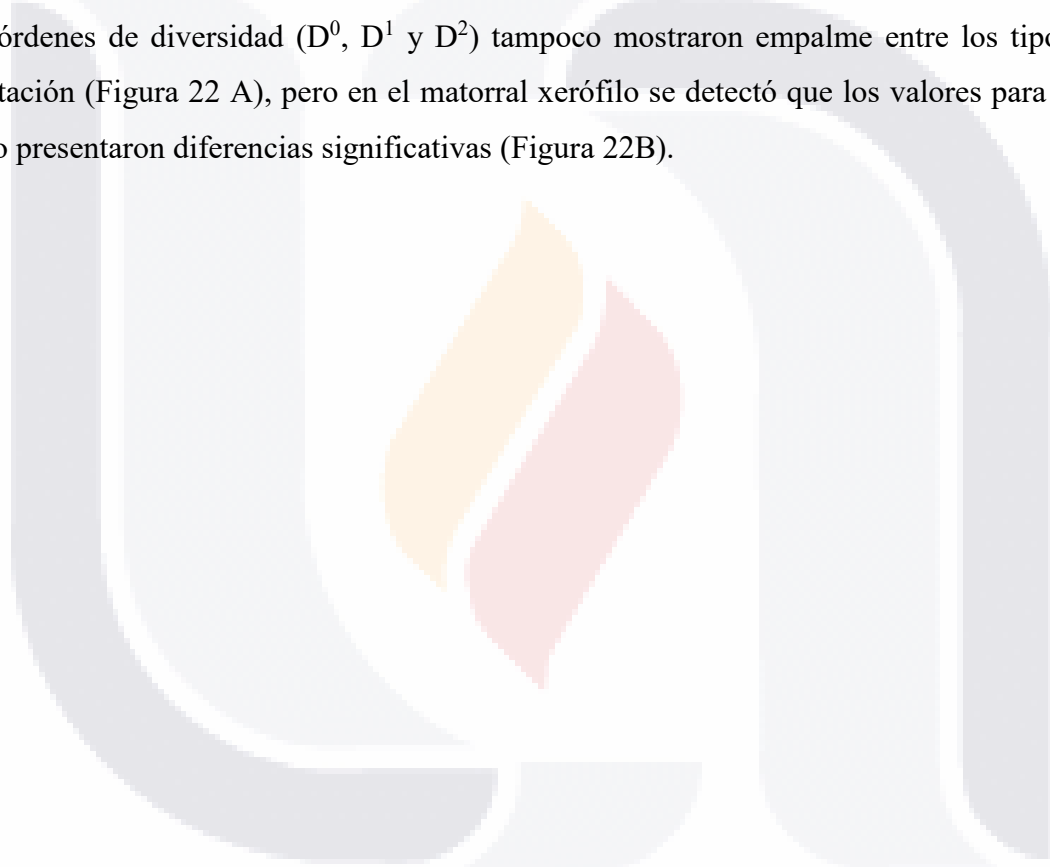 órdenes de diversidad (D⁰, D¹ y D²) tampoco mostraron empalme entre los tipo
tación (Figura 22 A), pero en el matorral xerófilo se detectó que los valores para
o presentaron diferencias significativas (Figura 22B).